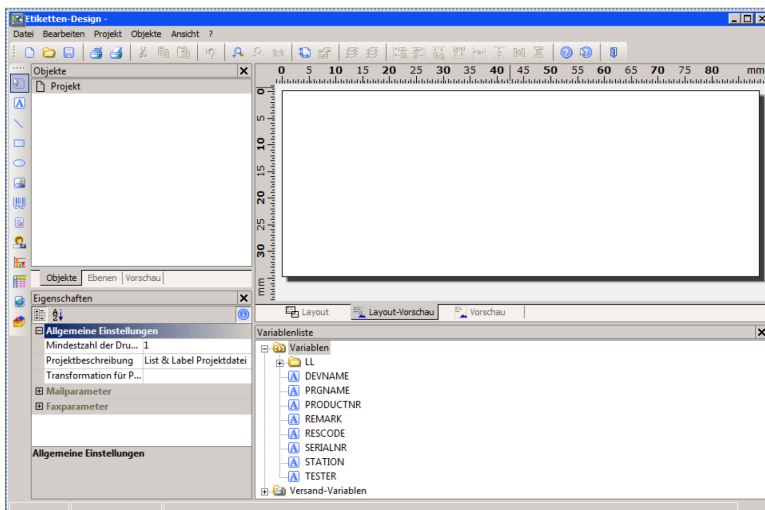 Etiketten-Design -
Datei Bearbeiten Projekt Objekte Ansicht ?
Objekte
Projekt
0 5 10 15 20 25 30 35 40 45 50 55 60 65 70 75 80 mm
0
5
10
15
20
25
30
mm
Objekte Ebenen Vorschau
Layout Layout-Vorschau Vorschau
Eigenschaften
Allgemeine Einstellungen
Mindestzahl der Dru... 1
Projektbeschreibung List & Label Projektdatei
Transformation für P...
Mailparameter
Faxparameter
Allgemeine Einstellungen
Variablenliste
Variablen
LL
DEVNAME
PRGNAME
PRODUCTNR
REMARK
RESCODE
SERIALNR
STATION
TESTER
Versand-Variablen